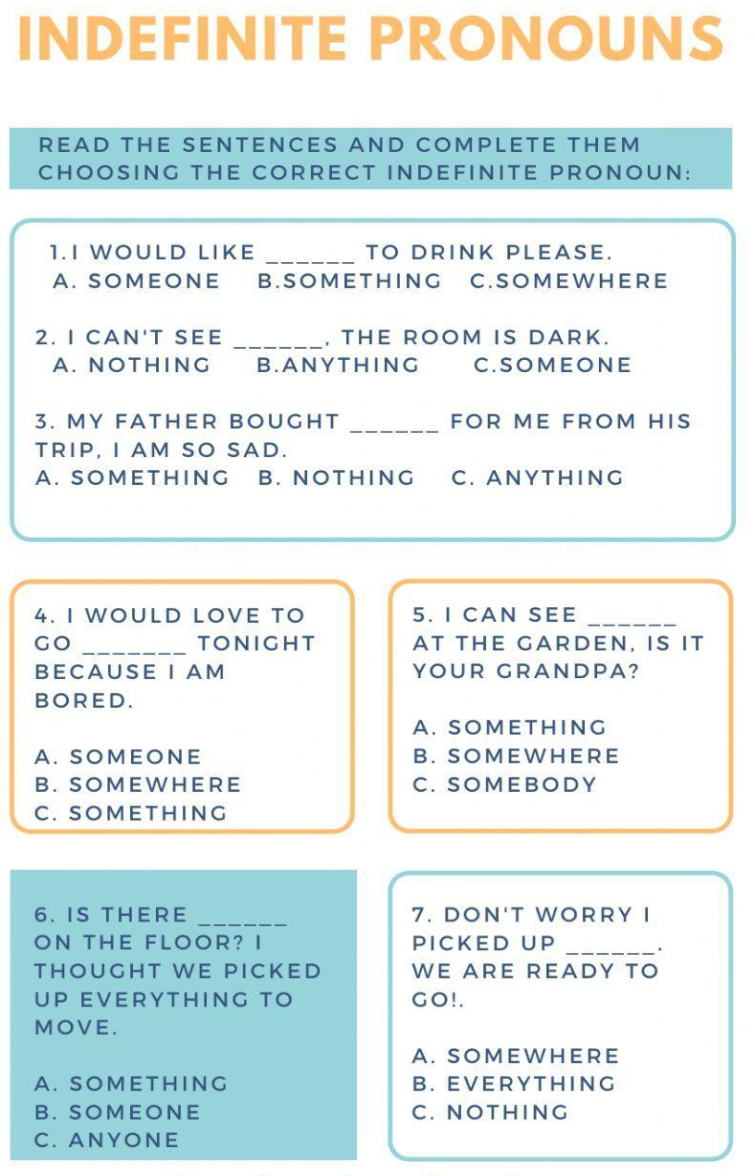 INDEFINITE PRONOUNS
READ THE SENTENCES AND COMPLETE THEM
CHOOSING THE CORRECT INDEFINITE PRONOUN:
1.I WOULD LIKE ______ TO DRINK PLEASE.
A. SOMEONE B.SOMETHING C.SOMEWHERE
2. I CAN'T SEE ______, THE ROOM IS DARK.
A. NOTHING B.ANYTHING C.SOMEONE
3. MY FATHER BOUGHT ______ FOR ME FROM HIS
TRIP, I AM SO SAD.
A. SOMETHING B. NOTHING C. ANYTHING
4. I WOULD LOVE TO
GO _______ TONIGHT
BECAUSE I AM
BORED.
A. SOMEONE
B. SOMEWHERE
C. SOMETHING
5. I CAN SEE ______
AT THE GARDEN, IS IT
YOUR GRANDPA?
A. SOMETHING
B. SOMEWHERE
C. SOMEBODY
6. IS THERE ______
ON THE FLOOR? I
THOUGHT WE PICKED
UP EVERYTHING TO
MOVE.
A. SOMETHING
B. SOMEONE
C. ANYONE
7. DON'T WORRY I
PICKED UP ______.
WE ARE READY TO
GO!.
A. SOMEWHERE
B. EVERYTHING
C. NOTHING